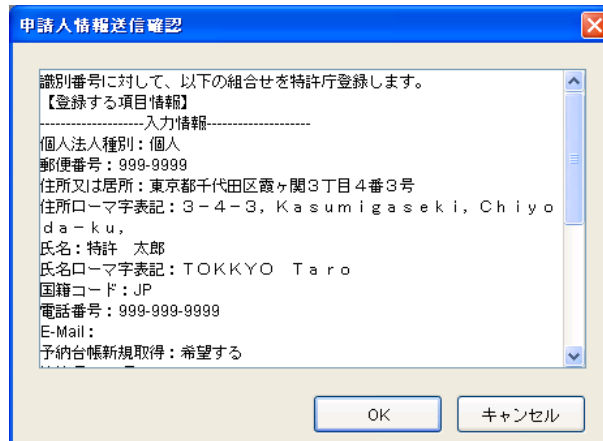 申請人情報送信確認
識別番号に対して、以下の組合せを特許庁登録します。
【登録する項目情報】
--------------------入力情報--------------------
個人法人種別：個人
郵便番号：999-9999
住所又は居所：東京都千代田区霞ヶ関３丁目４番３号
住所ローマ字表記：３－４－３，Ｋａｓｕｍｉｇａｓｅｋｉ，Ｃｈｉｙｏ
ｄａ－ｋｕ，
氏名：特許　太郎
氏名ローマ字表記：ＴＯＫＫＹＯ　Ｔａｒｏ
国籍コード：JP
電話番号：999-999-9999
E-Mail：
予納台帳新規取得：希望する
OK
キャンセル